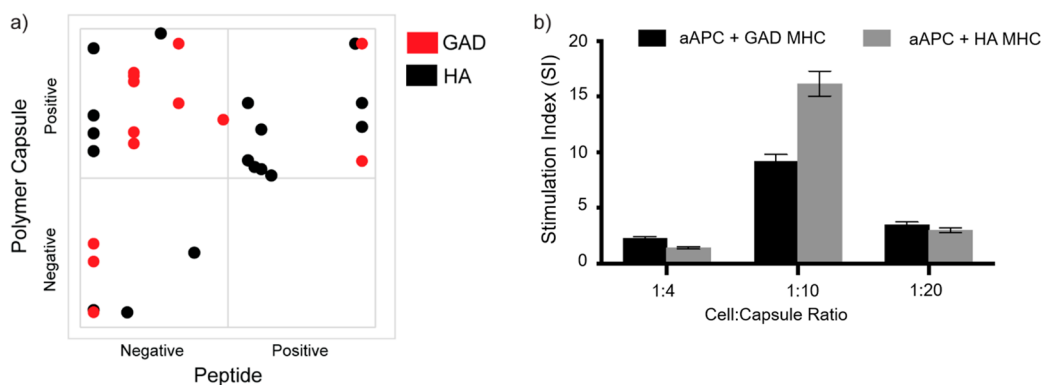 a)
Polymer Capsule
Positive
Negative
Negative Positive
Peptide
GAD
HA
b)
aAPC + GAD MHC aAPC + HA MHC
Stimulation Index (SI)
20
15
10
5
0
1:4 1:10 1:20
Cell:Capsule Ratio